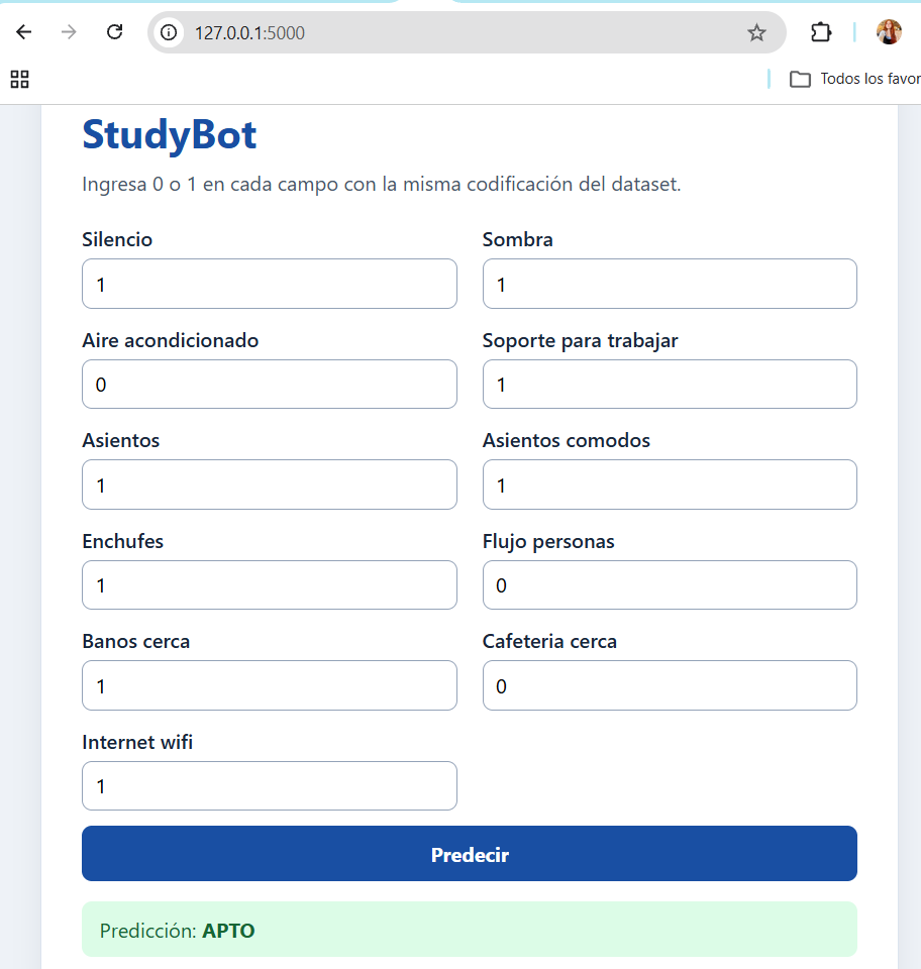 127.0.0.1:5000
Todos los favor
StudyBot
Ingresa 0 o 1 en cada campo con la misma codificación del dataset.
Silencio
Sombra
1
1
Aire acondicionado
Soporte para trabajar
0
1
Asientos
Asientos comodos
1
1
Enchufes
Flujo personas
1
0
Banos cerca
Cafeteria cerca
1
0
Internet wifi
1
Predecir
Predicción: APTO